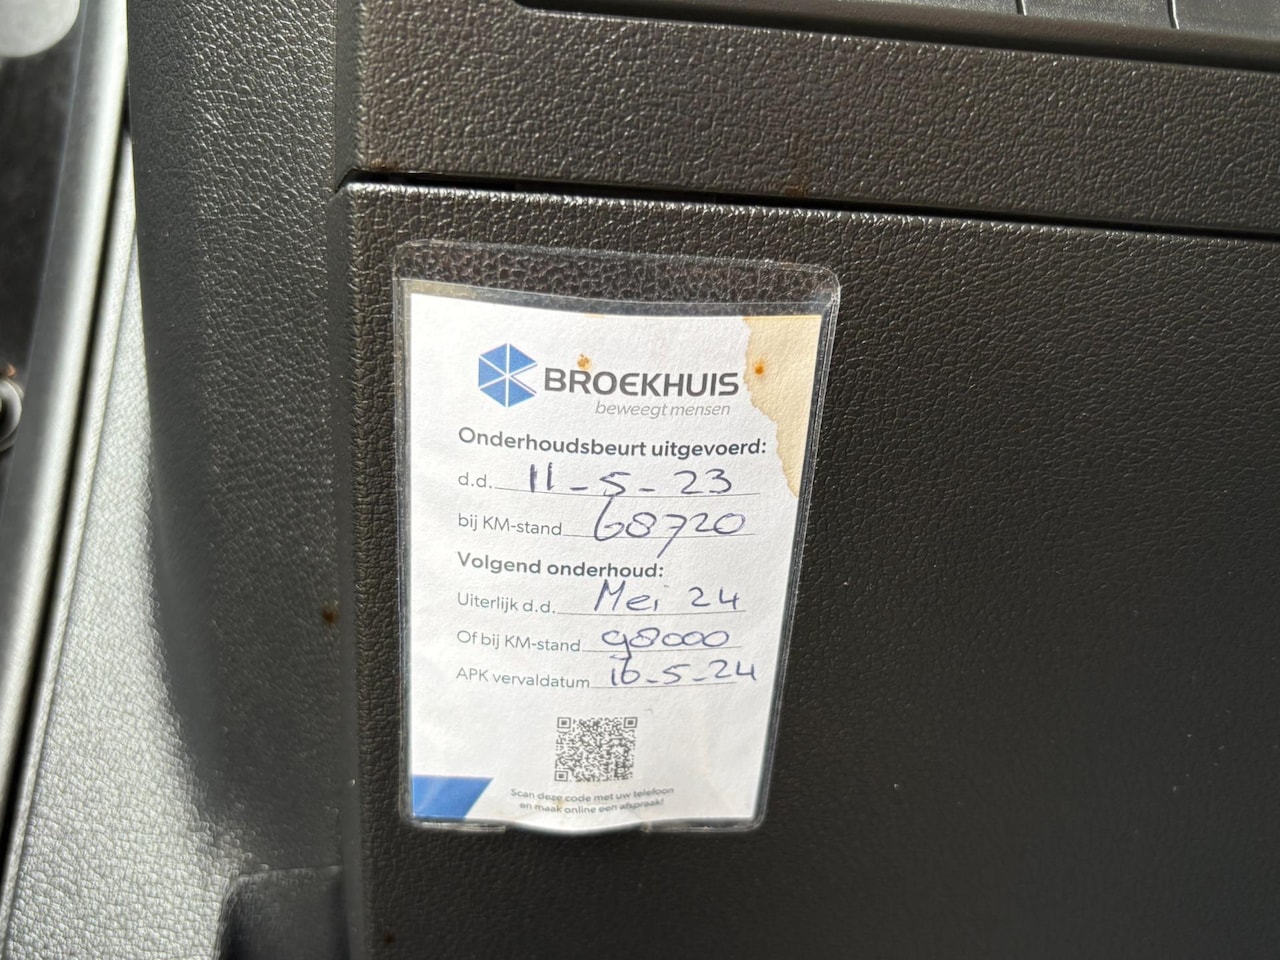 BROEKHUIS
beweegt mensen
Onderhoudsbeurt uitgevoerd:
d.d. 11-5-23
bij KM-stand 68720
Volgend onderhoud:
Uiterlijk d.d. Mei 24
Of bij KM-stand 98000
APK vervaldatum 16-5-24
Scan deze code met uw telefoon
en maak online een afspraak!